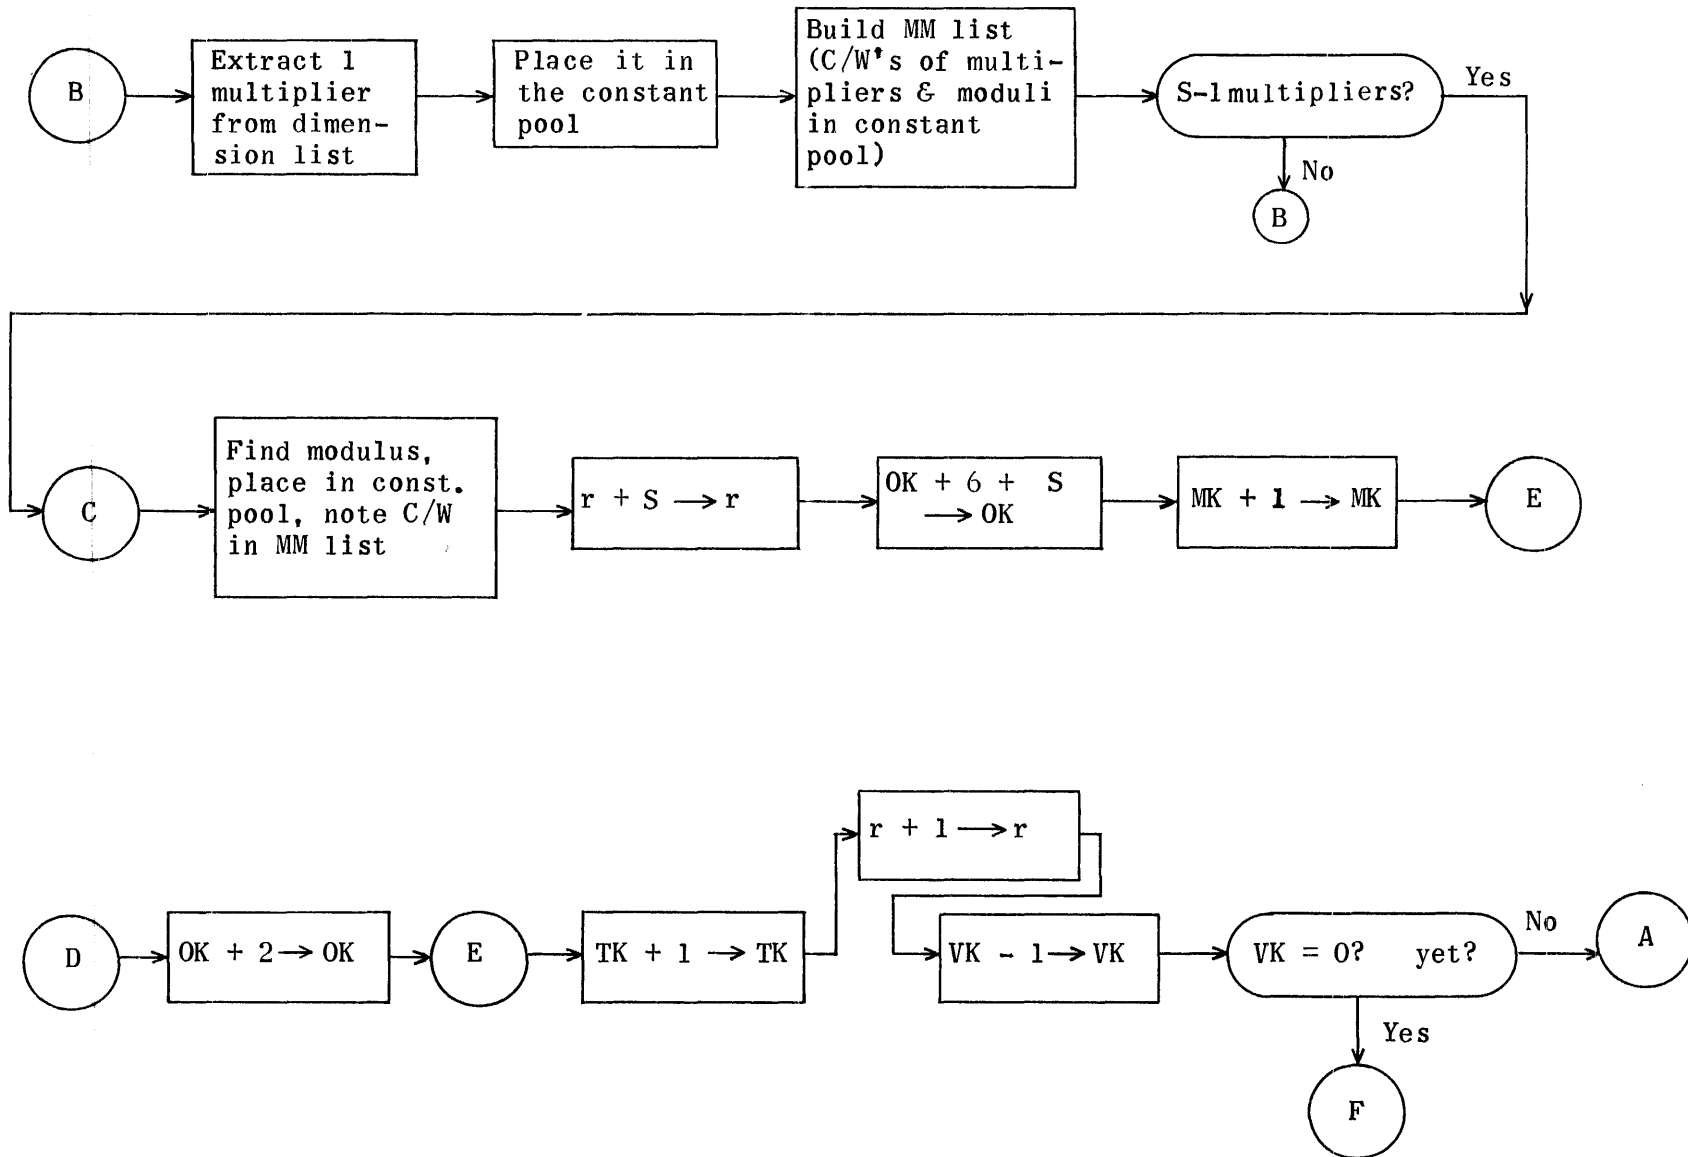 B
Extract 1
multiplier
from dimen-
sion list
Place it in
the constant
pool
Build MM list
(C/W's of multi-
pliers & moduli
in constant
pool)
S-1multipliers?
Yes
No
B
C
Find modulus,
place in const.
pool, note C/W
in MM list
r + S → r
OK + 6 + S
→ OK
MK + 1 → MK
E
D
OK + 2 → OK
E
TK + 1 → TK
r + 1 → r
VK - 1 → VK
VK = 0? yet?
No
A
Yes
F